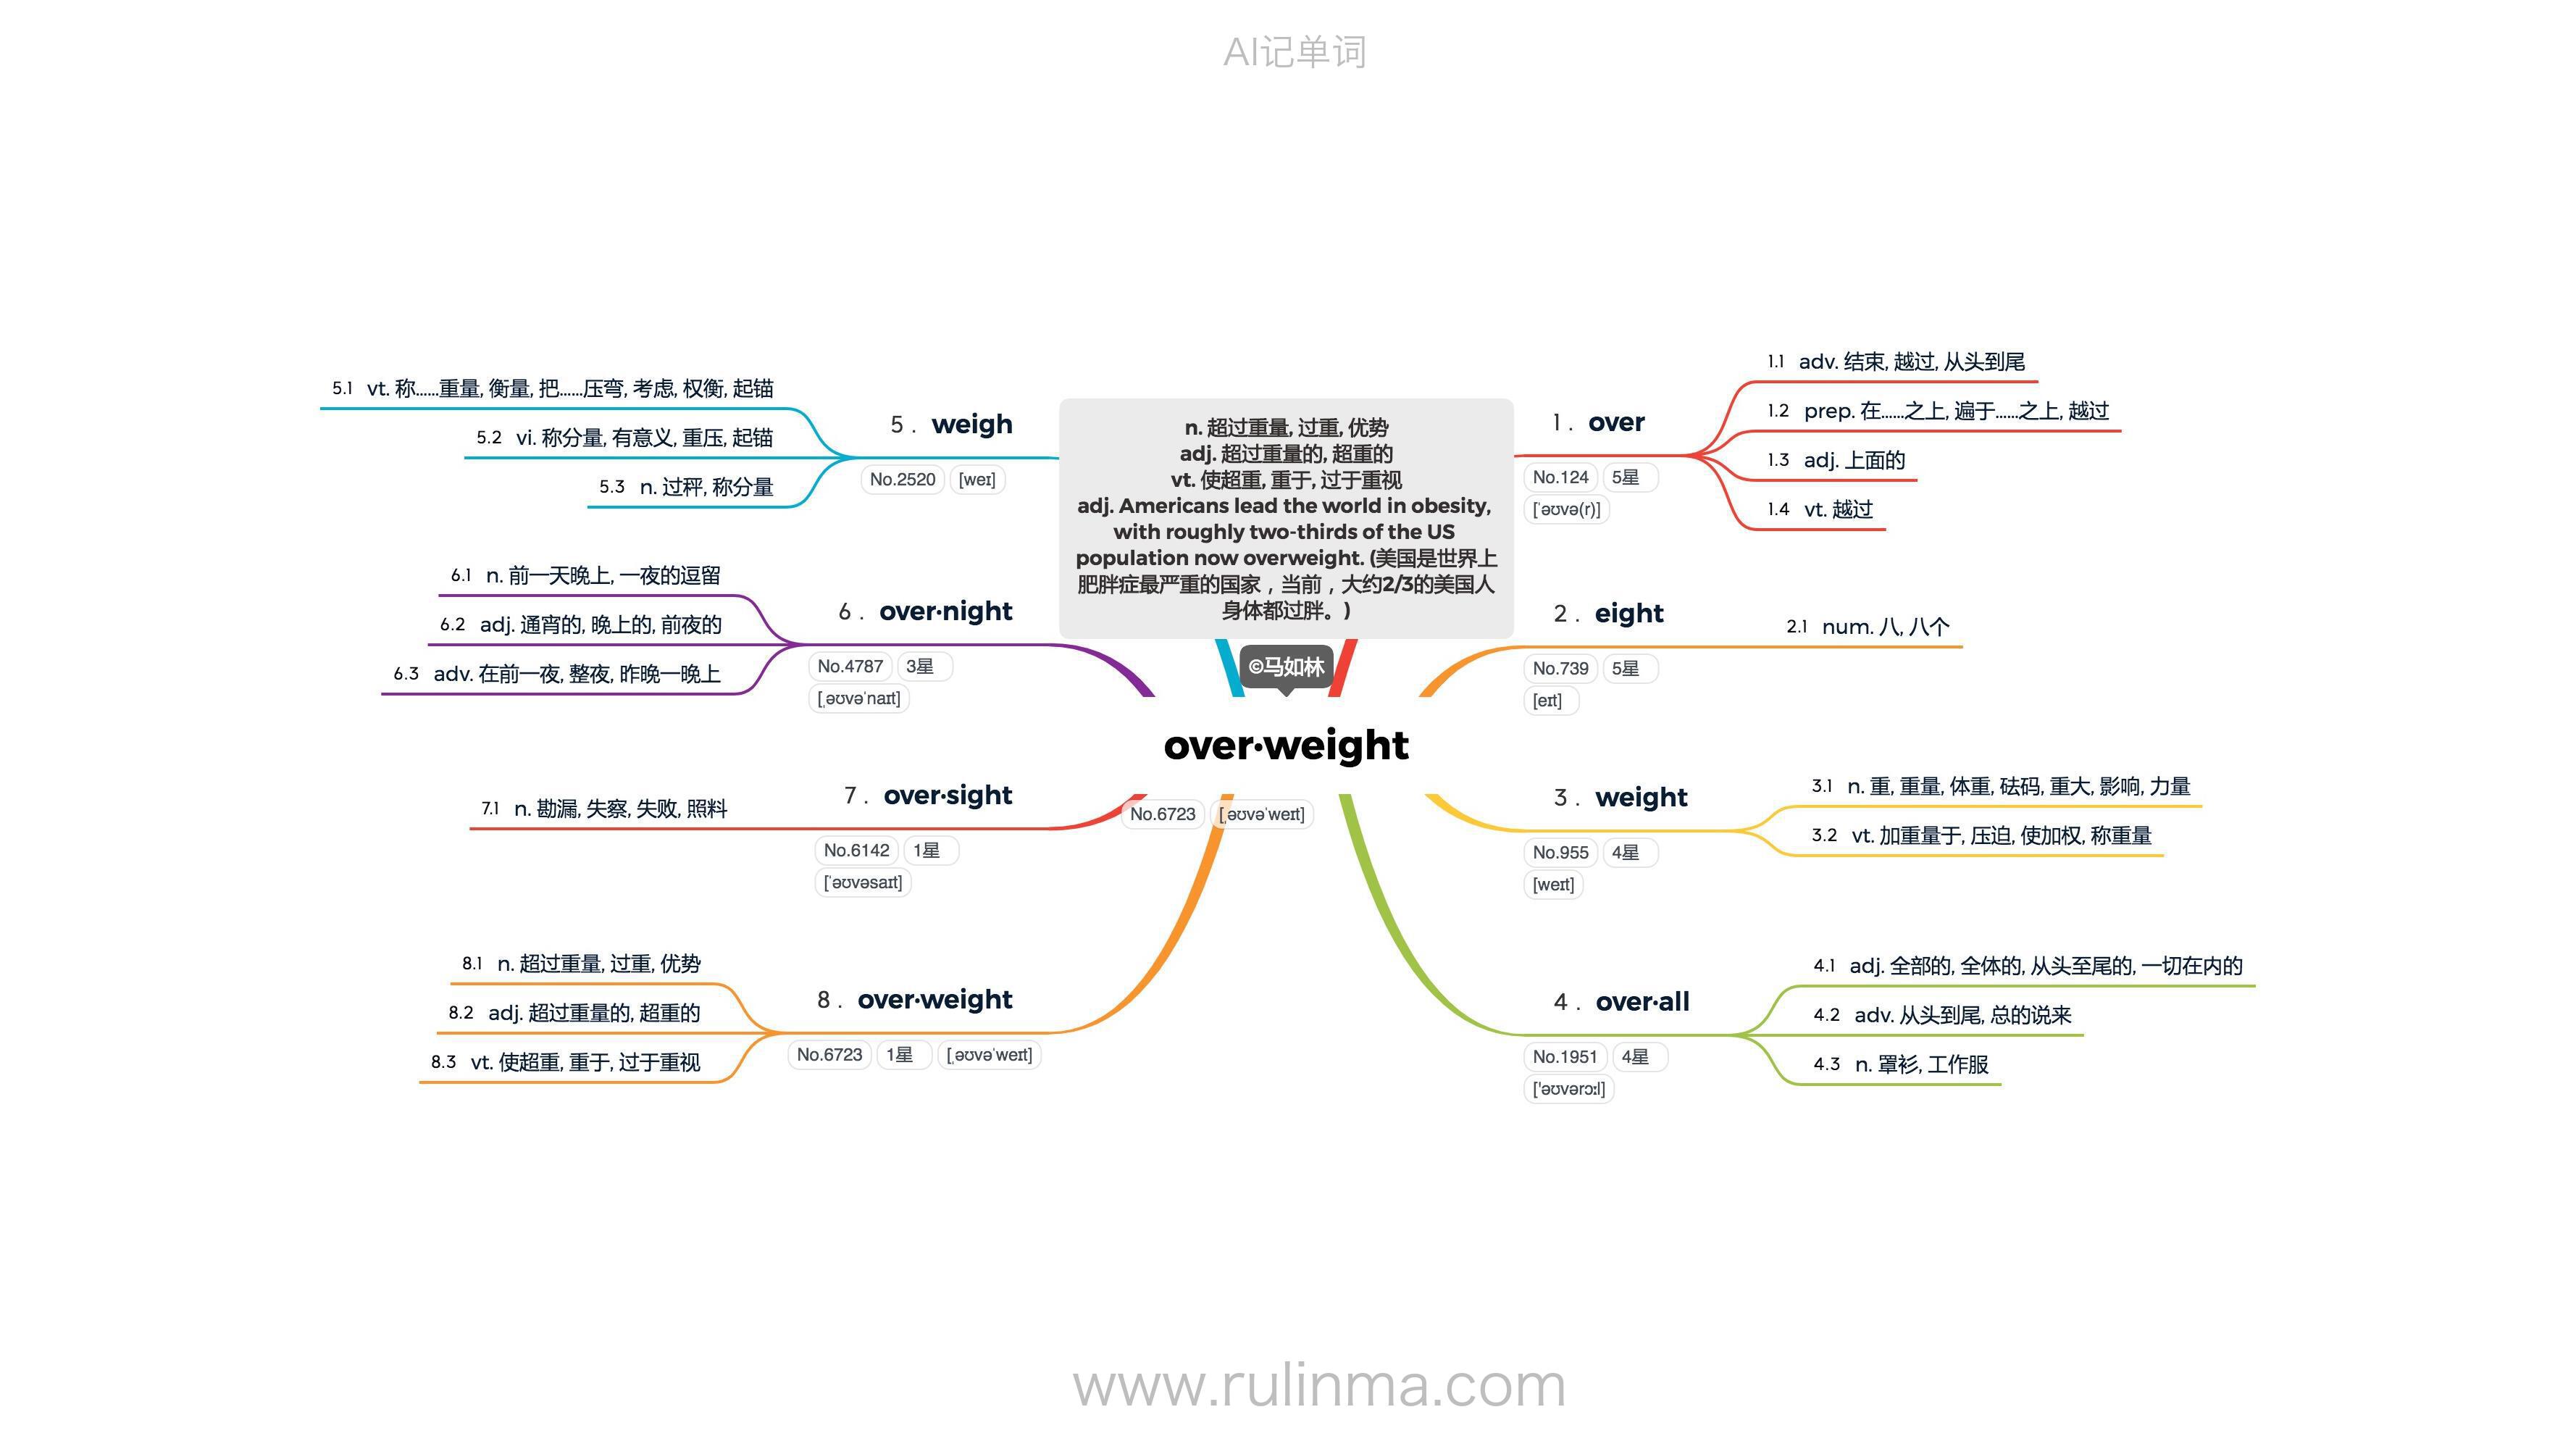 AI记单词
n. 超过重量, 过重, 优势
adj. 超过重量的, 超重的
vt. 使超重, 重于, 过于重视
adj. Americans lead the world in obesity,
with roughly two-thirds of the US
population now overweight. (美国是世界上
肥胖症最严重的国家，当前，大约2/3的美国人
身体都过胖。)
©马如林
over·weight
No.6723 [ˌəʊvəˈweɪt]
1. over
No.124 5星
[ˈəʊvə(r)]
1.1 adv. 结束, 越过, 从头到尾
1.2 prep. 在……之上, 遍于……之上, 越过
1.3 adj. 上面的
1.4 vt. 越过
2. eight
No.739 5星
[eɪt]
2.1 num. 八, 八个
3. weight
No.955 4星
[weɪt]
3.1 n. 重, 重量, 体重, 砝码, 重大, 影响, 力量
3.2 vt. 加重量于, 压迫, 使加权, 称重量
4. over·all
No.1951 4星
[ˈəʊvərɔːl]
4.1 adj. 全部的, 全体的, 从头至尾的, 一切在内的
4.2 adv. 从头到尾, 总的说来
4.3 n. 罩衫, 工作服
5. weigh
No.2520 [weɪ]
5.1 vt. 称……重量, 衡量, 把……压弯, 考虑, 权衡, 起锚
5.2 vi. 称分量, 有意义, 重压, 起锚
5.3 n. 过秤, 称分量
6. over·night
No.4787 3星
[ˌəʊvəˈnaɪt]
6.1 n. 前一天晚上, 一夜的逗留
6.2 adj. 通宵的, 晚上的, 前夜的
6.3 adv. 在前一夜, 整夜, 昨晚一晚上
7. over·sight
No.6142 1星
[ˈəʊvəsaɪt]
7.1 n. 勘漏, 失察, 失败, 照料
8. over·weight
No.6723 1星 [ˌəʊvəˈweɪt]
8.1 n. 超过重量, 过重, 优势
8.2 adj. 超过重量的, 超重的
8.3 vt. 使超重, 重于, 过于重视
www.rulinma.com